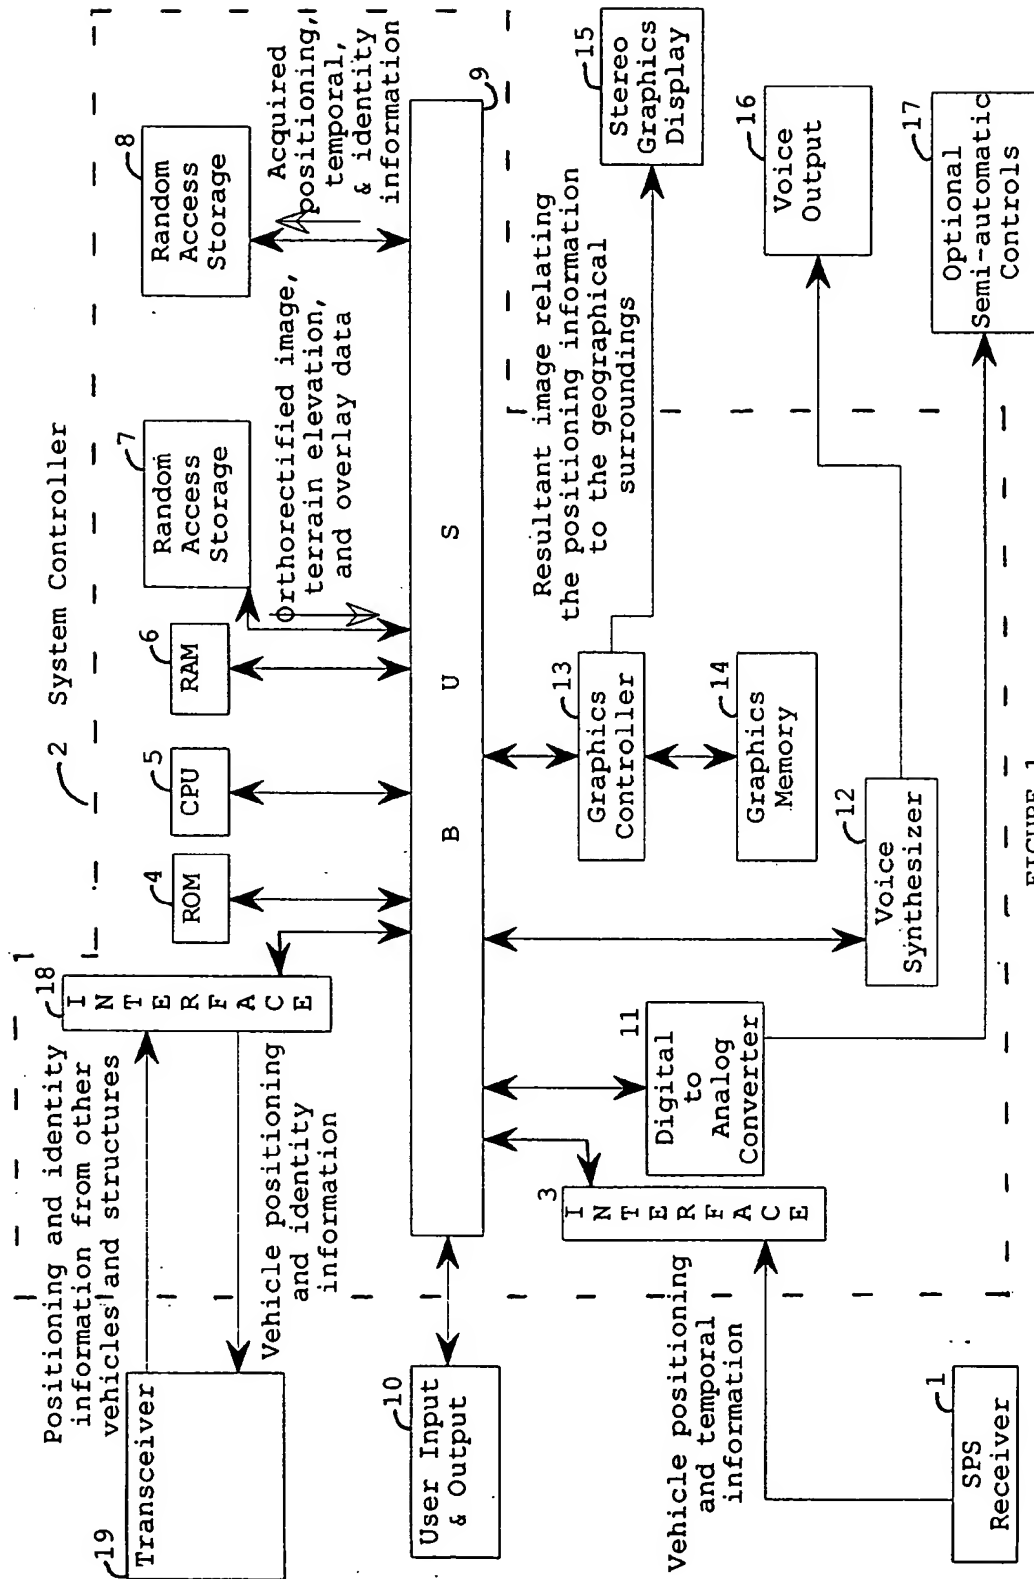 2 System Controller
19
Transceiver
Positioning and identity
information from other
vehicles and structures
Vehicle positioning
and identity
information
18
I N T E R F A C E
4
ROM
5
CPU
6
RAM
7
Random
Access
Storage
Orthorectified image,
terrain elevation,
and overlay data
8
Random
Access
Storage
Acquired
positioning,
temporal,
& identity
information
10
User Input
& Output
B U S
9
Vehicle positioning
and temporal
information
1
SPS
Receiver
3
I N T E R F A C E
11
Digital
to
Analog
Converter
12
Voice
Synthesizer
13
Graphics
Controller
14
Graphics
Memory
Resultant image relating
the positioning information
to the geographical
surroundings
15
Stereo
Graphics
Display
16
Voice
Output
17
Optional
Semi-automatic
Controls
FIGURE 1